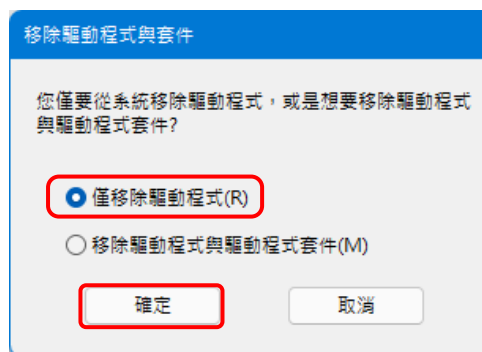 移除驅動程式與套件
您僅要從系統移除驅動程式，或是想要移除驅動程式
與驅動程式套件?
僅移除驅動程式(R)
移除驅動程式與驅動程式套件(M)
確定
取消